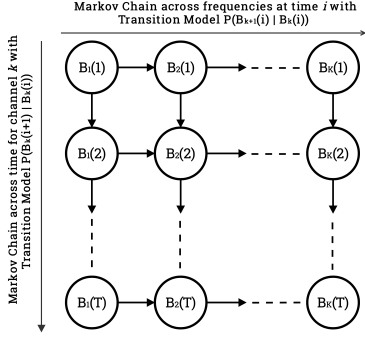 Markov Chain across frequencies at time i with
Transition Model P(Bk+1(i) | Bk(i))
Markov Chain across time for channel k with
Transition Model P(Bk(i+1) | Bk(i))
B1(1) B2(1) BK(1)
B1(2) B2(2) BK(2)
B1(T) B2(T) BK(T)